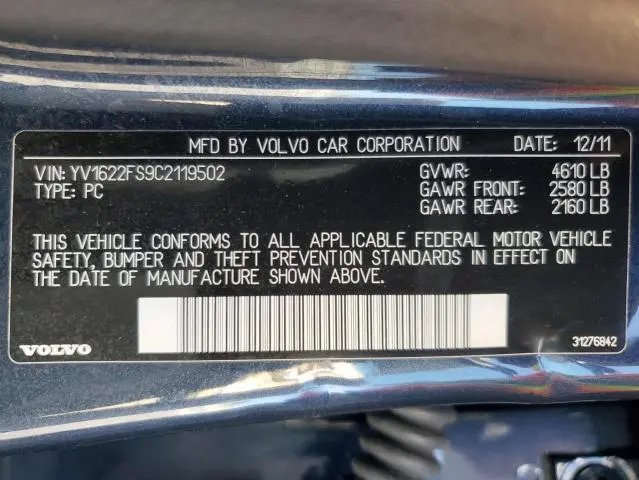 MFD BY VOLVO CAR CORPORATION DATE: 12/11
VIN: YV1622FS9C2119502 GVWR: 4610 LB
TYPE: PC GAWR FRONT: 2580 LB
GAWR REAR: 2160 LB
THIS VEHICLE CONFORMS TO ALL APPLICABLE FEDERAL MOTOR VEHICLE
SAFETY, BUMPER AND THEFT PREVENTION STANDARDS IN EFFECT ON
THE DATE OF MANUFACTURE SHOWN ABOVE.
VOLVO 31276842